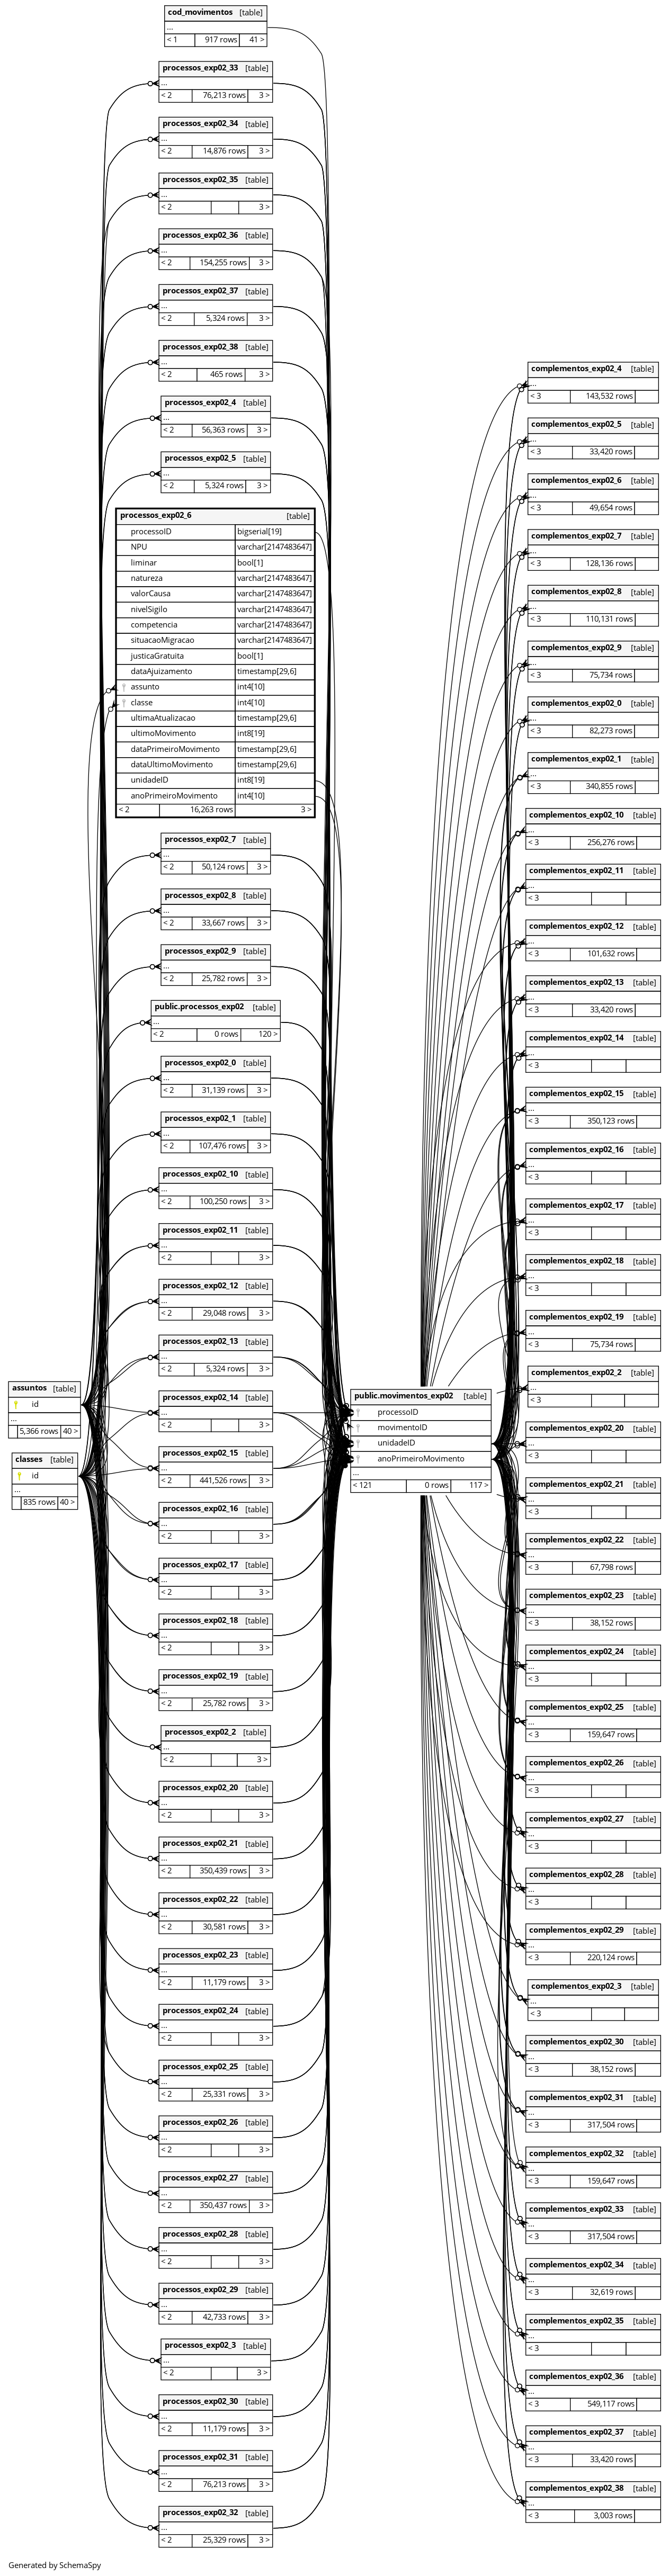 cod_movimentos [table]
...
< 1 917 rows 41 >
processos_exp02_33 [table]
...
< 2 76,213 rows 3 >
processos_exp02_34 [table]
...
< 2 14,876 rows 3 >
processos_exp02_35 [table]
...
< 2 3 >
processos_exp02_36 [table]
...
< 2 154,255 rows 3 >
processos_exp02_37 [table]
...
< 2 5,324 rows 3 >
processos_exp02_38 [table]
...
< 2 465 rows 3 >
processos_exp02_4 [table]
...
< 2 56,363 rows 3 >
processos_exp02_5 [table]
...
< 2 5,324 rows 3 >
processos_exp02_6 [table]
processoID bigserial[19]
NPU varchar[2147483647]
liminar bool[1]
natureza varchar[2147483647]
valorCausa varchar[2147483647]
nivelSigilo varchar[2147483647]
competencia varchar[2147483647]
situacaoMigracao varchar[2147483647]
justicaGratuita bool[1]
dataAjuizamento timestamp[29,6]
assunto int4[10]
classe int4[10]
ultimaAtualizacao timestamp[29,6]
ultimoMovimento int8[19]
dataPrimeiroMovimento timestamp[29,6]
dataUltimoMovimento timestamp[29,6]
unidadeID int8[19]
anoPrimeiroMovimento int4[10]
< 2 16,263 rows 3 >
processos_exp02_7 [table]
...
< 2 50,124 rows 3 >
processos_exp02_8 [table]
...
< 2 33,667 rows 3 >
processos_exp02_9 [table]
...
< 2 25,782 rows 3 >
public.processos_exp02 [table]
...
< 2 0 rows 120 >
processos_exp02_0 [table]
...
< 2 31,139 rows 3 >
processos_exp02_1 [table]
...
< 2 107,476 rows 3 >
processos_exp02_10 [table]
...
< 2 100,250 rows 3 >
processos_exp02_11 [table]
...
< 2 3 >
processos_exp02_12 [table]
...
< 2 29,048 rows 3 >
processos_exp02_13 [table]
...
< 2 5,324 rows 3 >
processos_exp02_14 [table]
...
< 2 3 >
processos_exp02_15 [table]
...
< 2 441,526 rows 3 >
processos_exp02_16 [table]
...
< 2 3 >
processos_exp02_17 [table]
...
< 2 3 >
processos_exp02_18 [table]
...
< 2 3 >
processos_exp02_19 [table]
...
< 2 25,782 rows 3 >
processos_exp02_2 [table]
...
< 2 3 >
processos_exp02_20 [table]
...
< 2 3 >
processos_exp02_21 [table]
...
< 2 350,439 rows 3 >
processos_exp02_22 [table]
...
< 2 30,581 rows 3 >
processos_exp02_23 [table]
...
< 2 11,179 rows 3 >
processos_exp02_24 [table]
...
< 2 3 >
processos_exp02_25 [table]
...
< 2 25,331 rows 3 >
processos_exp02_26 [table]
...
< 2 3 >
processos_exp02_27 [table]
...
< 2 350,437 rows 3 >
processos_exp02_28 [table]
...
< 2 3 >
processos_exp02_29 [table]
...
< 2 42,733 rows 3 >
processos_exp02_3 [table]
...
< 2 3 >
processos_exp02_30 [table]
...
< 2 11,179 rows 3 >
processos_exp02_31 [table]
...
< 2 76,213 rows 3 >
processos_exp02_32 [table]
...
< 2 25,329 rows 3 >
assuntos [table]
id
...
5,366 rows 40 >
classes [table]
id
...
835 rows 40 >
public.movimentos_exp02 [table]
processoID
movimentoID
unidadeID
anoPrimeiroMovimento
...
< 121 0 rows 117 >
complementos_exp02_4 [table]
...
< 3 143,532 rows
complementos_exp02_5 [table]
...
< 3 33,420 rows
complementos_exp02_6 [table]
...
< 3 49,654 rows
complementos_exp02_7 [table]
...
< 3 128,136 rows
complementos_exp02_8 [table]
...
< 3 110,131 rows
complementos_exp02_9 [table]
...
< 3 75,734 rows
complementos_exp02_0 [table]
...
< 3 82,273 rows
complementos_exp02_1 [table]
...
< 3 340,855 rows
complementos_exp02_10 [table]
...
< 3 256,276 rows
complementos_exp02_11 [table]
...
< 3
complementos_exp02_12 [table]
...
< 3 101,632 rows
complementos_exp02_13 [table]
...
< 3 33,420 rows
complementos_exp02_14 [table]
...
< 3
complementos_exp02_15 [table]
...
< 3 350,123 rows
complementos_exp02_16 [table]
...
< 3
complementos_exp02_17 [table]
...
< 3
complementos_exp02_18 [table]
...
< 3
complementos_exp02_19 [table]
...
< 3 75,734 rows
complementos_exp02_2 [table]
...
< 3
complementos_exp02_20 [table]
...
< 3
complementos_exp02_21 [table]
...
< 3
complementos_exp02_22 [table]
...
< 3 67,798 rows
complementos_exp02_23 [table]
...
< 3 38,152 rows
complementos_exp02_24 [table]
...
< 3
complementos_exp02_25 [table]
...
< 3 159,647 rows
complementos_exp02_26 [table]
...
< 3
complementos_exp02_27 [table]
...
< 3
complementos_exp02_28 [table]
...
< 3
complementos_exp02_29 [table]
...
< 3 220,124 rows
complementos_exp02_3 [table]
...
< 3
complementos_exp02_30 [table]
...
< 3 38,152 rows
complementos_exp02_31 [table]
...
< 3 317,504 rows
complementos_exp02_32 [table]
...
< 3 159,647 rows
complementos_exp02_33 [table]
...
< 3 317,504 rows
complementos_exp02_34 [table]
...
< 3 32,619 rows
complementos_exp02_35 [table]
...
< 3
complementos_exp02_36 [table]
...
< 3 549,117 rows
complementos_exp02_37 [table]
...
< 3 33,420 rows
complementos_exp02_38 [table]
...
< 3 3,003 rows
Generated by SchemaSpy